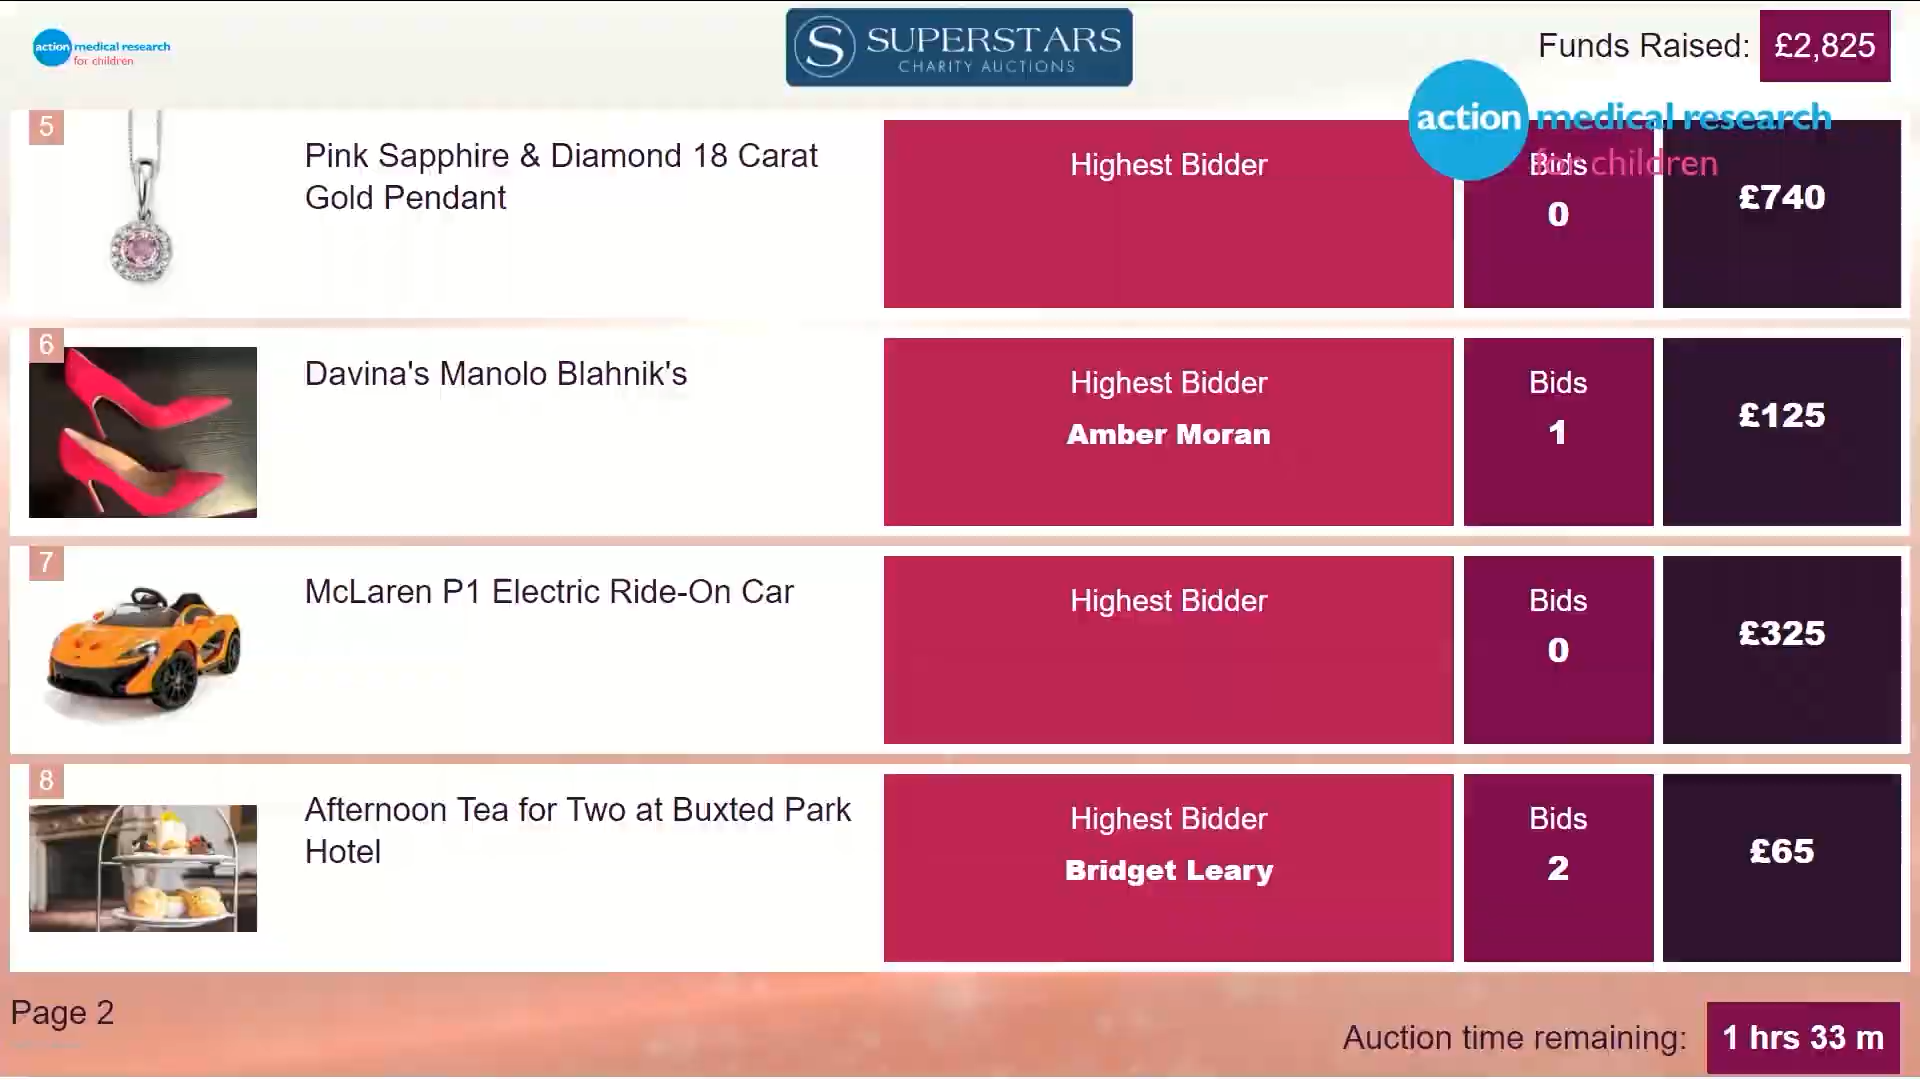 action medical research
for children
S SUPERSTARS
CHARITY AUCTIONS
Funds Raised: £2,825
action medical research
for children
5
Pink Sapphire & Diamond 18 Carat
Gold Pendant
Highest Bidder
Bids
0
£740
6
Davina's Manolo Blahnik's
Highest Bidder
Amber Moran
Bids
1
£125
7
McLaren P1 Electric Ride-On Car
Highest Bidder
Bids
0
£325
8
Afternoon Tea for Two at Buxted Park
Hotel
Highest Bidder
Bridget Leary
Bids
2
£65
Page 2
Auction time remaining: 1 hrs 33 m